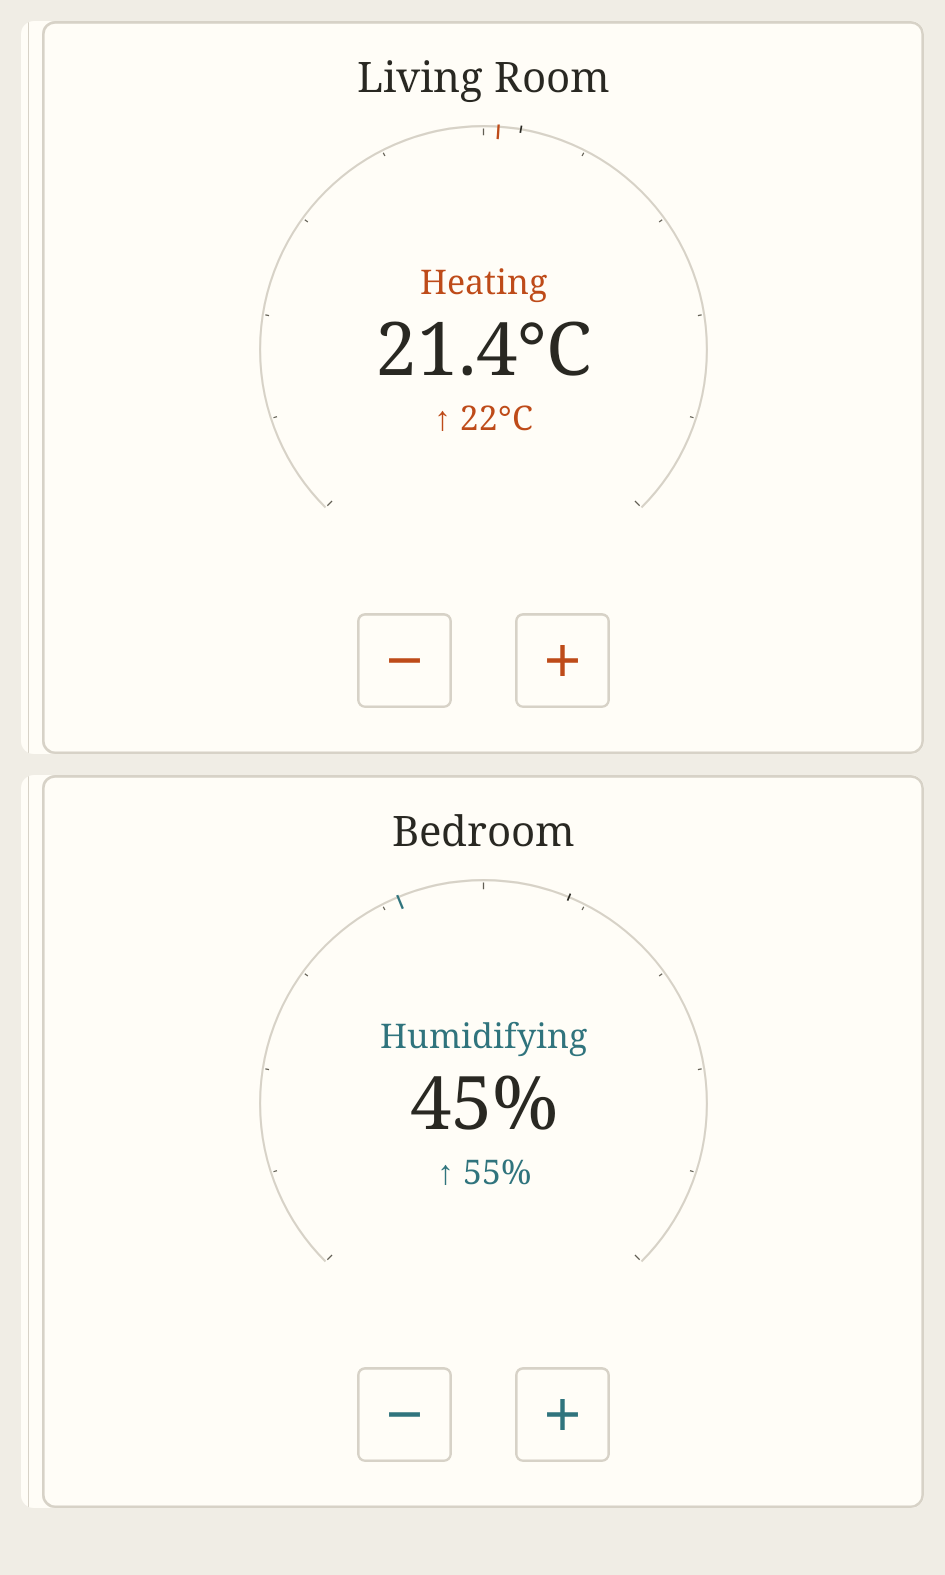 Living Room
Heating
21.4°C
↑ 22°C
− +
Bedroom
Humidifying
45%
↑ 55%
− +